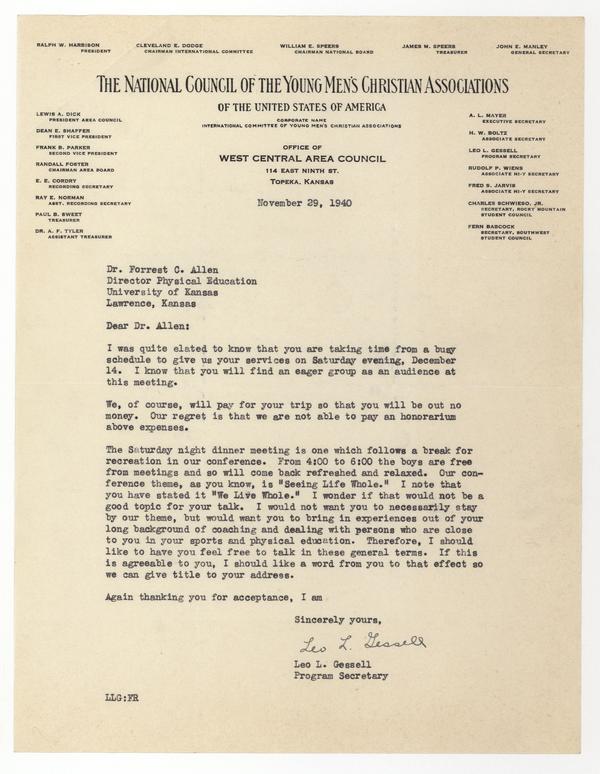 RALPH W. HARBISON
PRESIDENT
CLEVELAND E. DODGE
CHAIRMAN INTERNATIONAL COMMITTEE
WILLIAM E. SPEERS
CHAIRMAN NATIONAL BOARD
JAMES M. SPEERS
TREASURER
JOHN E. MANLEY
GENERAL SECRETARY
THE NATIONAL COUNCIL OF THE YOUNG MEN'S CHRISTIAN ASSOCIATIONS
OF THE UNITED STATES OF AMERICA
CORPORATE NAME
INTERNATIONAL COMMITTEE OF YOUNG MEN'S CHRISTIAN ASSOCIATIONS
OFFICE OF
WEST CENTRAL AREA COUNCIL
114 EAST NINTH ST.
TOPEKA, KANSAS
LEWIS A. DICK
PRESIDENT AREA COUNCIL
DEAN E. SHAFFER
FIRST VICE PRESIDENT
FRANK B. PARKER
SECOND VICE PRESIDENT
RANDALL FOSTER
CHAIRMAN AREA BOARD
E. E. CORDRY
RECORDING SECRETARY
RAY E. NORMAN
ASST. RECORDING SECRETARY
PAUL B. SWEET
TREASURER
DR. A. F. TYLER
ASSISTANT TREASURER
A. L. MAYER
EXECUTIVE SECRETARY
H. W. BOLTZ
ASSOCIATE SECRETARY
LEO L. GESSELL
PROGRAM SECRETARY
RUDOLF P. WIENS
ASSOCIATE HI-Y SECRETARY
FRED S. JARVIS
ASSOCIATE HI-Y SECRETARY
CHARLES SCHWIESO, JR.
SECRETARY, ROCKY MOUNTAIN
STUDENT COUNCIL
FERN BABCOCK
SECRETARY, SOUTHWEST
STUDENT COUNCIL
November 29, 1940
Dr. Forrest C. Allen
Director Physical Education
University of Kansas
Lawrence, Kansas
Dear Dr. Allen:
I was quite elated to know that you are taking time from a busy
schedule to give us your services on Saturday evening, December
14. I know that you will find an eager group as an audience at
this meeting.
We, of course, will pay for your trip so that you will be out no
money. Our regret is that we are not able to pay an honorarium
above expenses.
The Saturday night dinner meeting is one which follows a break for
recreation in our conference. From 4:00 to 6:00 the boys are free
from meetings and so will come back refreshed and relaxed. Our con-
ference theme, as you know, is "Seeing Life Whole." I note that
you have stated it "We Live Whole." I wonder if that would not be a
good topic for your talk. I would not want you to necessarily stay
by our theme, but would want you to bring in experiences out of your
long background of coaching and dealing with persons who are close
to you in your sports and physical education. Therefore, I should
like to have you feel free to talk in these general terms. If this
is agreeable to you, I should like a word from you to that effect so
we can give title to your address.
Again thanking you for acceptance, I am
Sincerely yours,
Leo L. Gessell
Leo L. Gessell
Program Secretary
LLG:FR